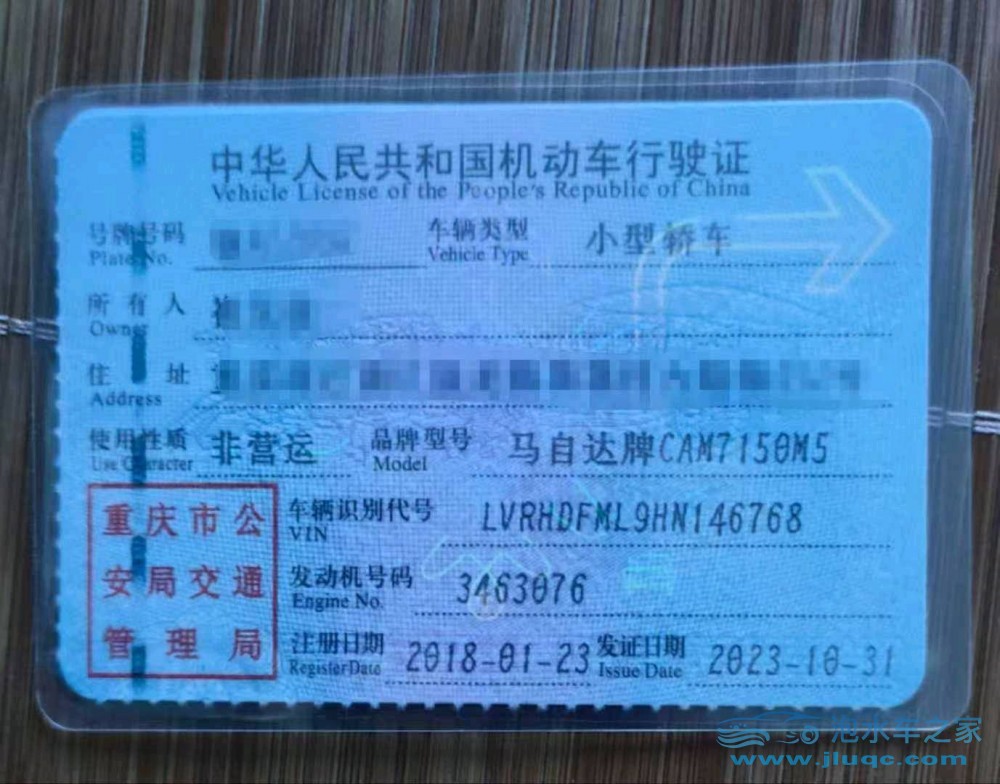 中华人民共和国机动车行驶证
Vehicle License of the People's Republic of China
号牌号码 车辆类型 小型轿车
Plate No. Vehicle Type
所有人
Owner
住址
Address
使用性质 非营运 品牌型号 马自达牌CAM7150M5
Use Character Model
重庆市公
安局交通
管理局
车辆识别代号 LVRHDFML9HN146768
VIN
发动机号码 3463076
Engine No.
注册日期 2018-01-23 发证日期 2023-10-31
Register Date Issue Date
泡水车之家
www.jluqc.com